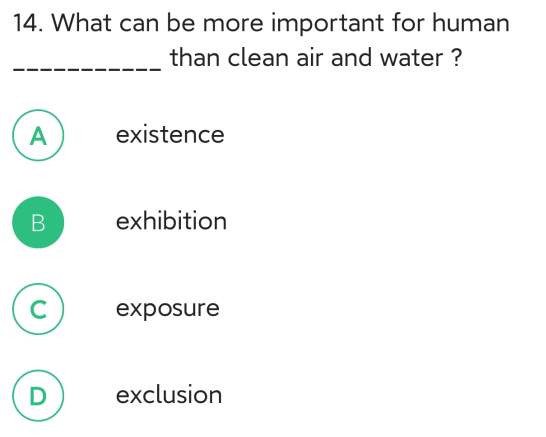 14. What can be more important for human
___________ than clean air and water ?
A existence
B exhibition
C exposure
D exclusion